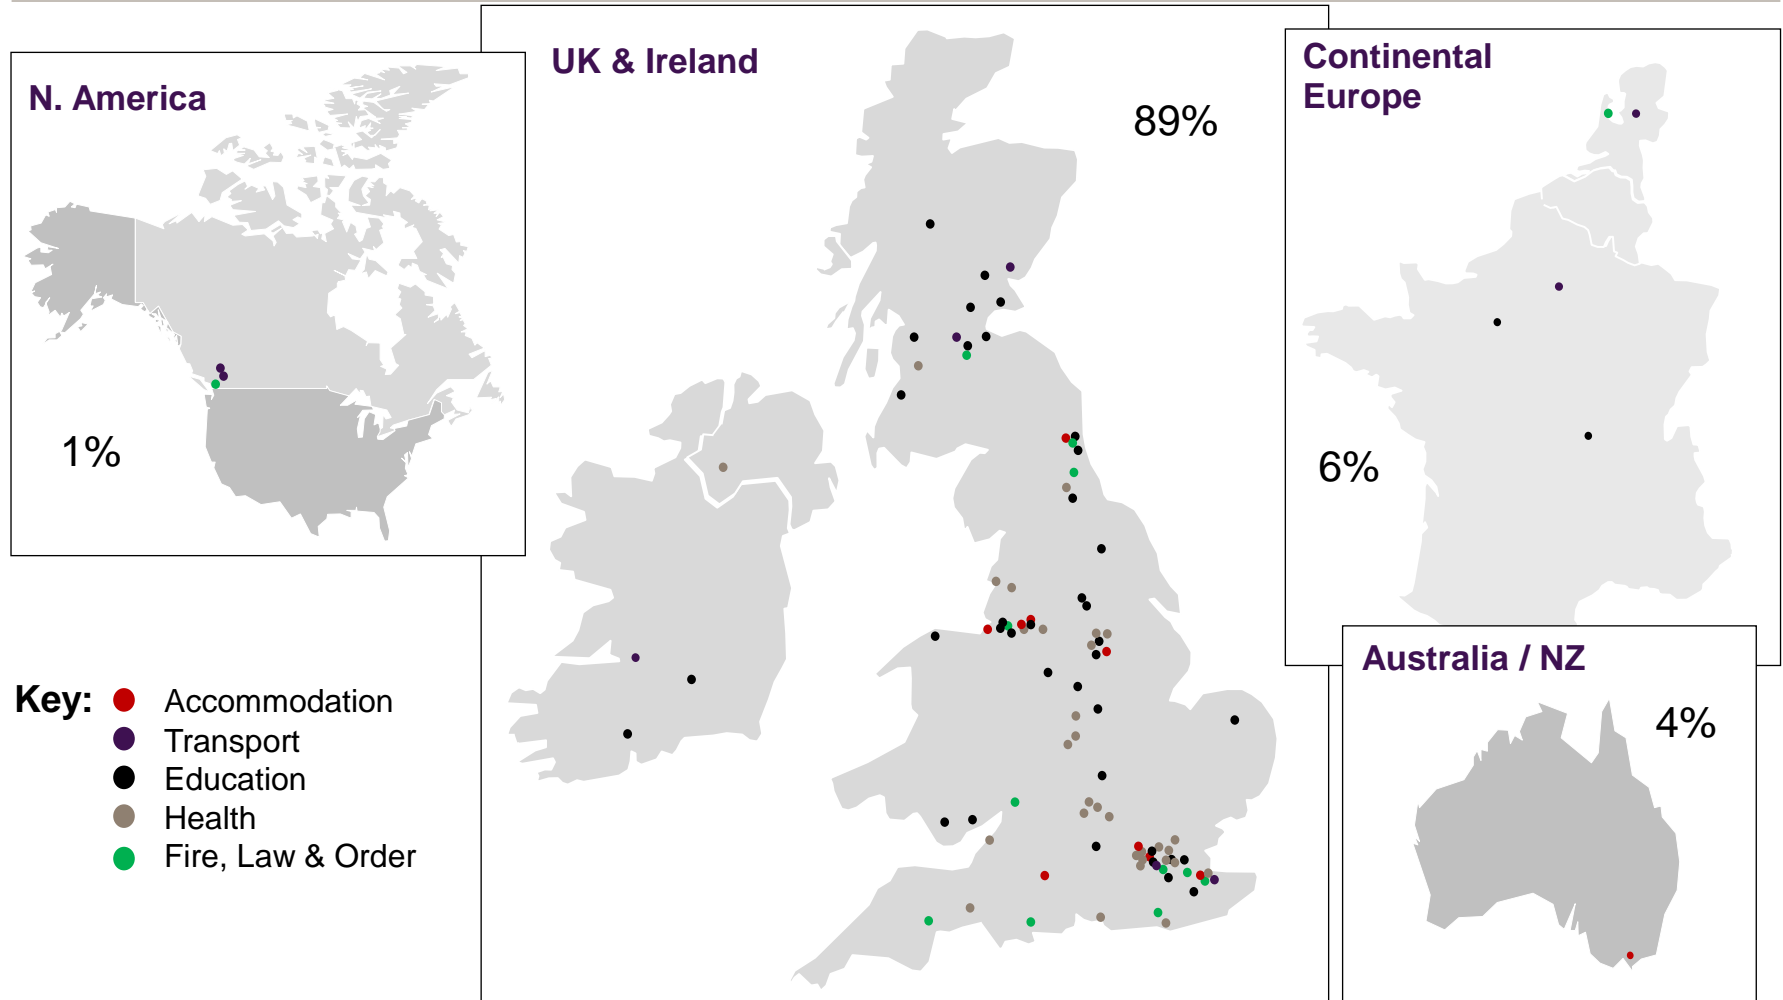 N. America
1%
UK & Ireland
89%
Continental
Europe
6%
Australia / NZ
4%
Key:
Accommodation
Transport
Education
Health
Fire, Law & Order